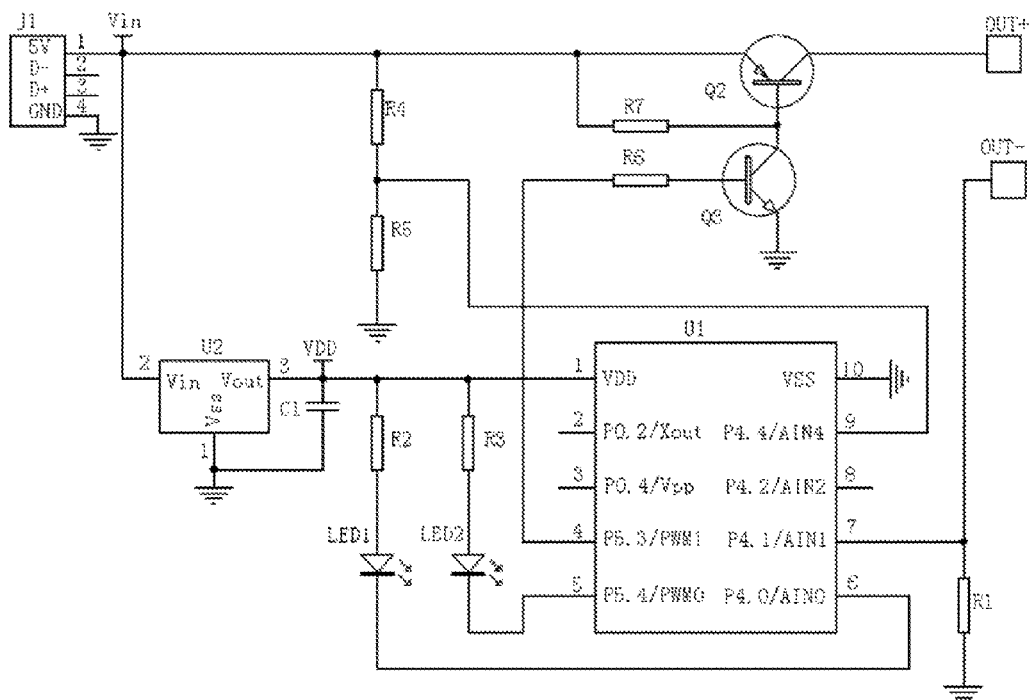 J1
Vin
OUT+
5V 1
D- 2
D+ 3
GND 4
Q2
R4
R7
OUT-
R6
Q3
R5
U1
U2
VDD
2
3
1
10
Vin
Vout
Vss
VDD
VSS
C1
1
R2
R3
2
P0.2/Xout
P4.4/AIN4
9
3
P0.4/Vpp
P4.2/AIN2
8
LED1
LED2
4
P5.3/PWM1
P4.1/AIN1
7
5
P5.4/PWM0
P4.0/AIN0
6
R1